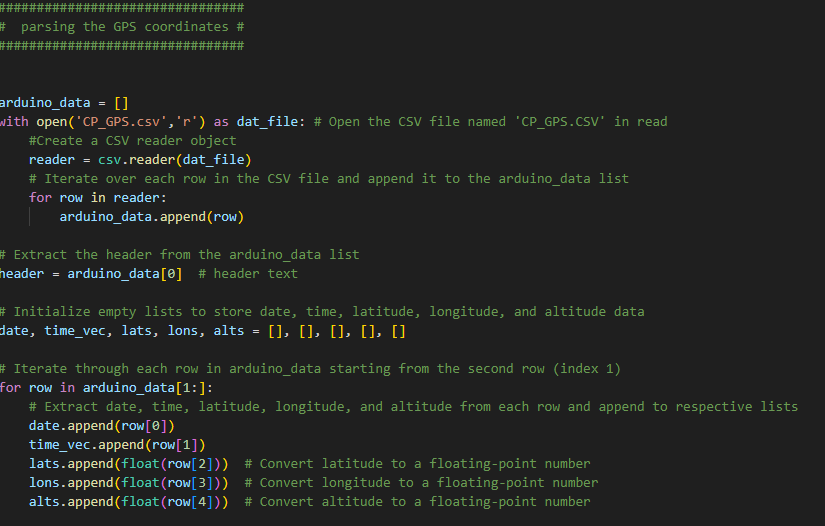 ################################
#  parsing the GPS coordinates #
################################
arduino_data = []
with open('CP_GPS.csv','r') as dat_file: # Open the CSV file named 'CP_GPS.CSV' in read
    #Create a CSV reader object
    reader = csv.reader(dat_file)
    # Iterate over each row in the CSV file and append it to the arduino_data list
    for row in reader:
        arduino_data.append(row)
# Extract the header from the arduino_data list
header = arduino_data[0]  # header text
# Initialize empty lists to store date, time, latitude, longitude, and altitude data
date, time_vec, lats, lons, alts = [], [], [], [], []
# Iterate through each row in arduino_data starting from the second row (index 1)
for row in arduino_data[1:]:
    # Extract date, time, latitude, longitude, and altitude from each row and append to respective lists
    date.append(row[0])
    time_vec.append(row[1])
    lats.append(float(row[2]))  # Convert latitude to a floating-point number
    lons.append(float(row[3]))  # Convert longitude to a floating-point number
    alts.append(float(row[4]))  # Convert altitude to a floating-point number